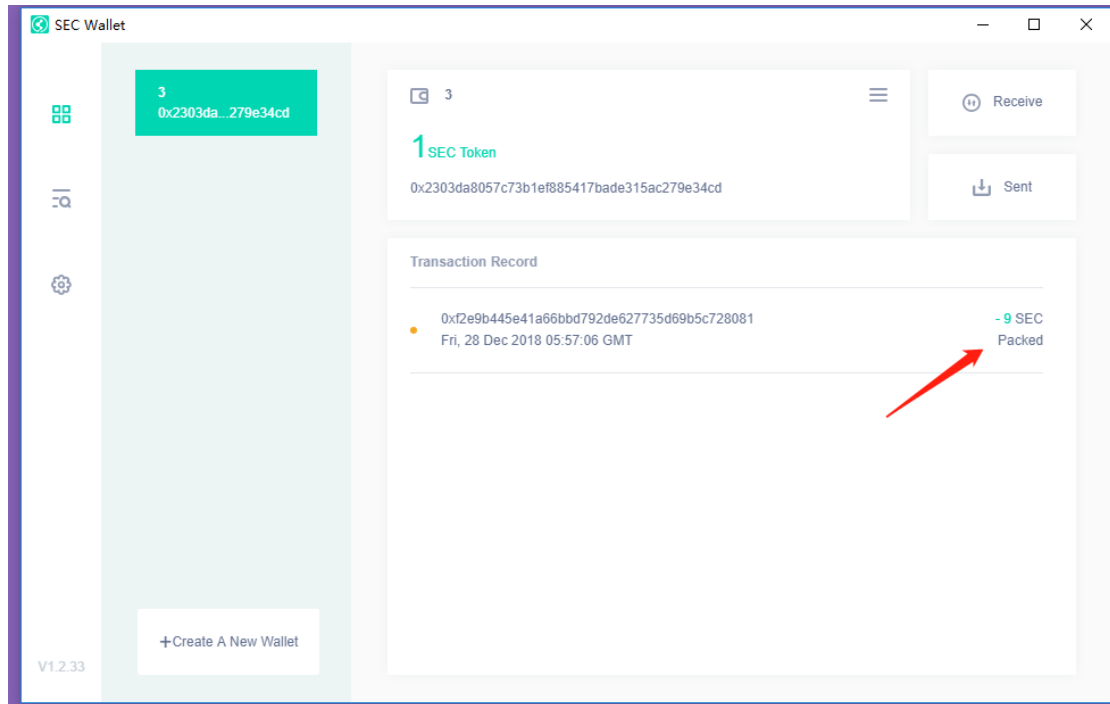 SEC Wallet
3
0x2303da...279e34cd
3
Receive
1 SEC Token
0x2303da8057c73b1ef885417bade315ac279e34cd
Sent
Transaction Record
0xf2e9b445e41a66bbd792de627735d69b5c728081
- 9 SEC
Fri, 28 Dec 2018 05:57:06 GMT
Packed
+Create A New Wallet
V1.2.33